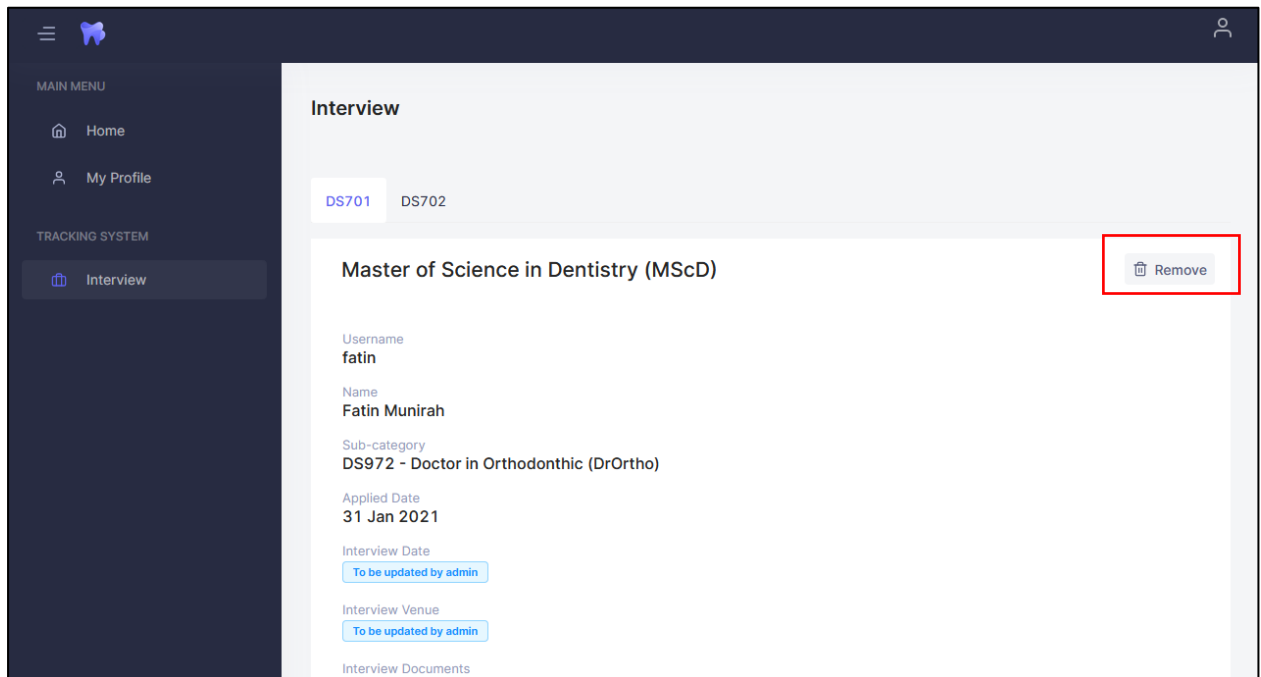 MAIN MENU
Home
My Profile
TRACKING SYSTEM
Interview
Interview
DS701 DS702
Master of Science in Dentistry (MScD)
Remove
Username
fatin
Name
Fatin Munirah
Sub-category
DS972 - Doctor in Orthodonthic (DrOrtho)
Applied Date
31 Jan 2021
Interview Date
To be updated by admin
Interview Venue
To be updated by admin
Interview Documents